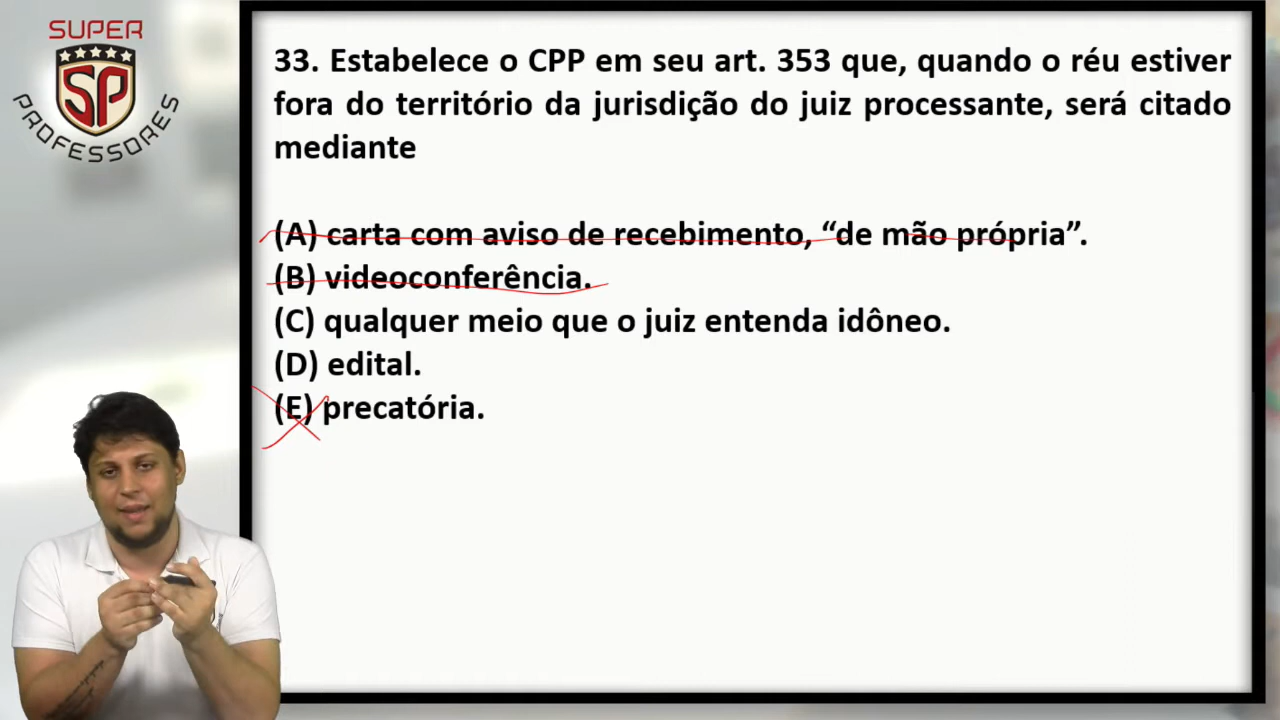 SUPER
SP
PROFESSORES
33. Estabelece o CPP em seu art. 353 que, quando o réu estiver
fora do território da jurisdição do juiz processante, será citado
mediante
(A) carta com aviso de recebimento, “de mão própria”.
(B) videoconferência.
(C) qualquer meio que o juiz entenda idôneo.
(D) edital.
(E) precatória.